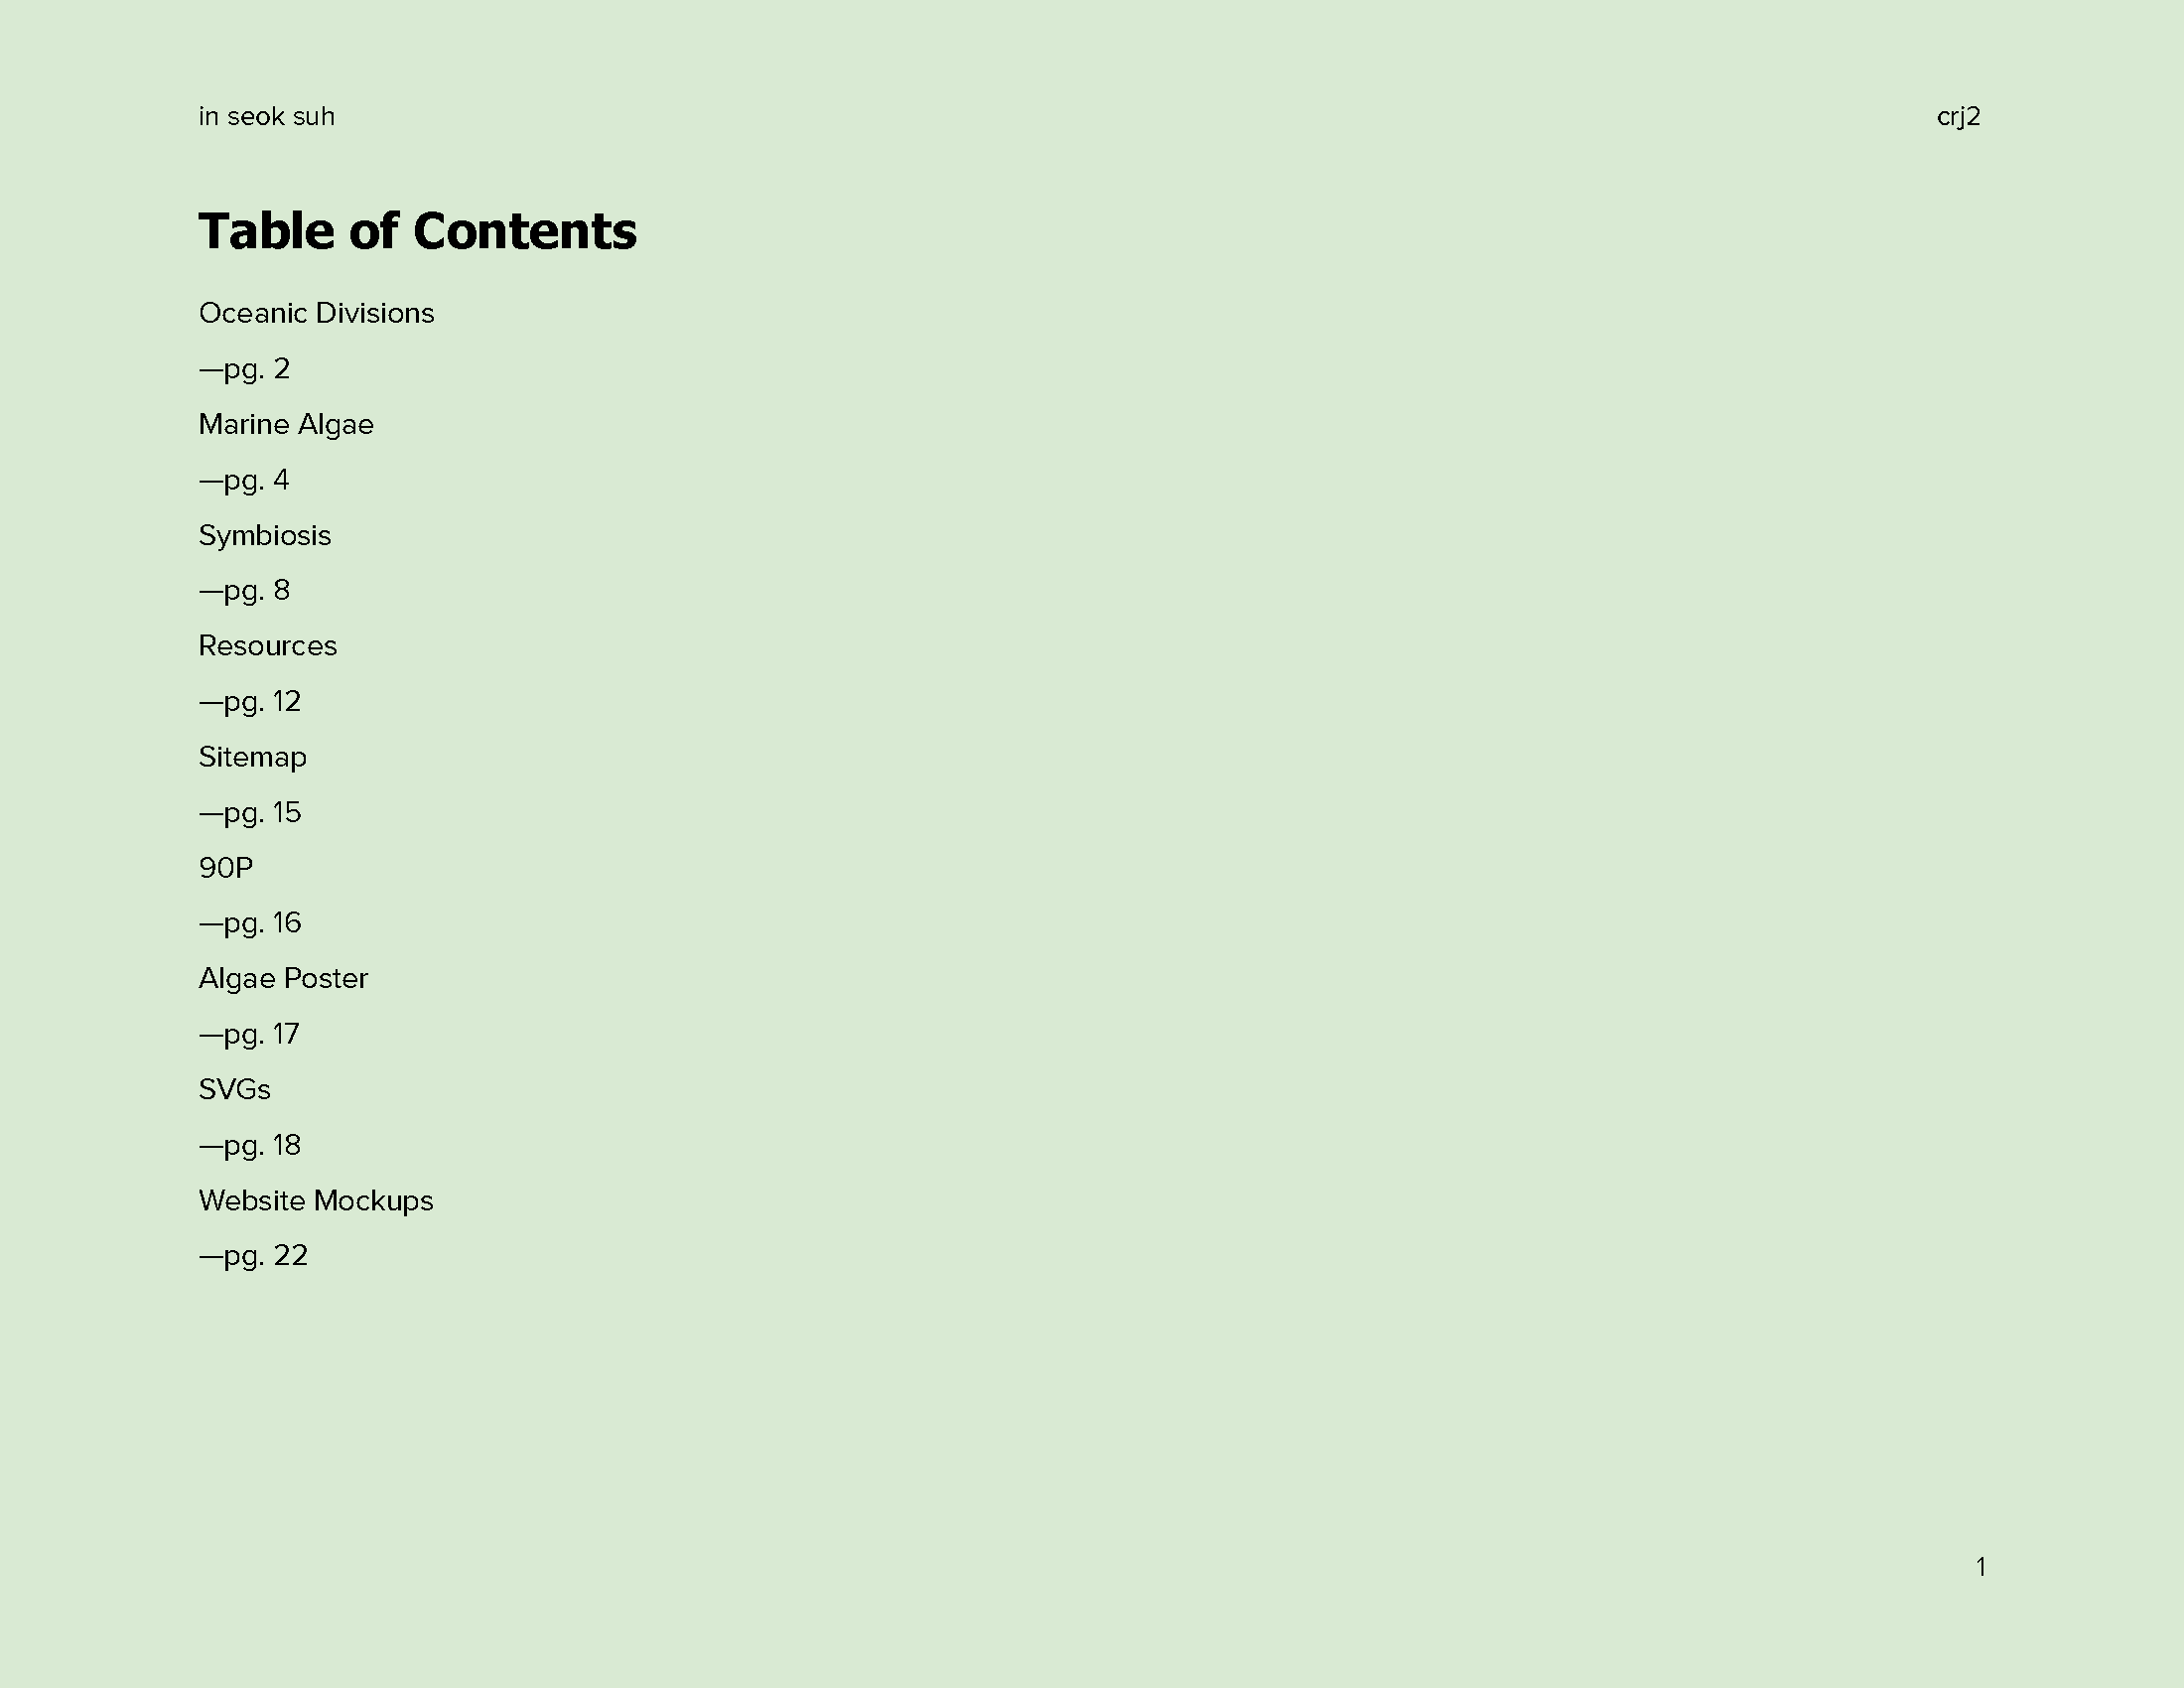 in seok suh
crj2
Table of Contents
Oceanic Divisions
—pg. 2
Marine Algae
—pg. 4
Symbiosis
—pg. 8
Resources
—pg. 12
Sitemap
—pg. 15
90P
—pg. 16
Algae Poster
—pg. 17
SVGs
—pg. 18
Website Mockups
—pg. 22
1